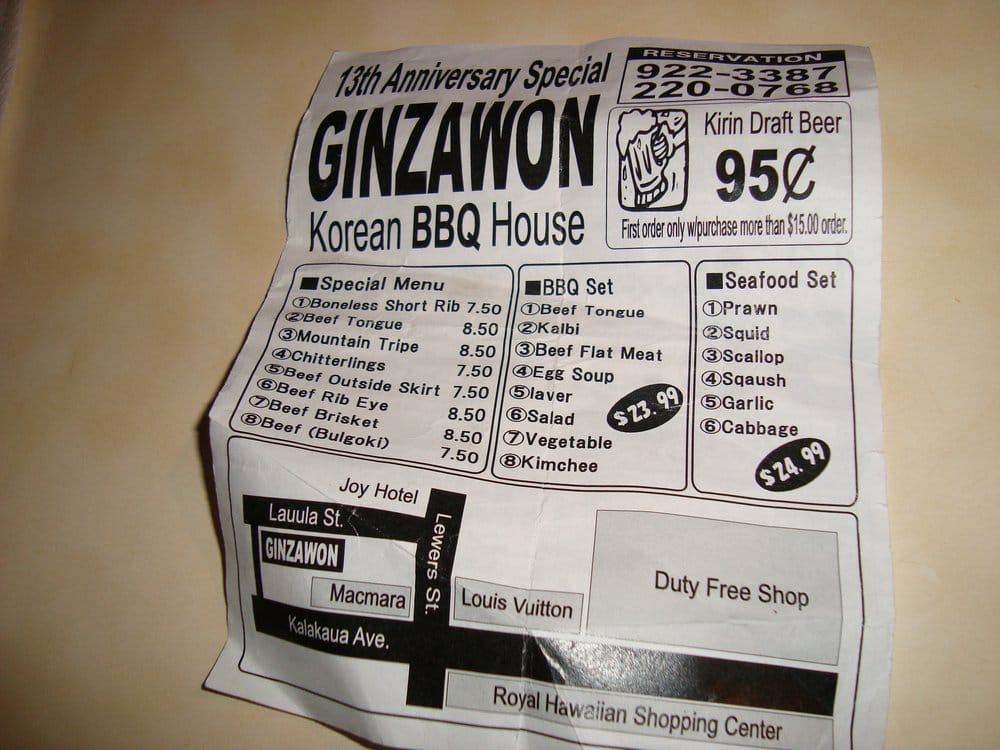 13th Anniversary Special
GINZAWON
Korean BBQ House
RESERVATION
922-3387
220-0768
Kirin Draft Beer
95¢
First order only w/purchase more than $15.00 order.
■Special Menu
①Boneless Short Rib 7.50
②Beef Tongue 8.50
③Mountain Tripe 8.50
④Chitterlings 7.50
⑤Beef Outside Skirt 7.50
⑥Beef Rib Eye 8.50
⑦Beef Brisket 8.50
⑧Beef (Bulgoki) 7.50
■BBQ Set
①Beef Tongue
②Kalbi
③Beef Flat Meat
④Egg Soup
⑤laver
⑥Salad
⑦Vegetable
⑧Kimchee
$23.99
■Seafood Set
①Prawn
②Squid
③Scallop
④Sqaush
⑤Garlic
⑥Cabbage
$24.99
Joy Hotel
Lauula St.
Lewers St.
GINZAWON
Macmara
Louis Vuitton
Duty Free Shop
Kalakaua Ave.
Royal Hawaiian Shopping Center